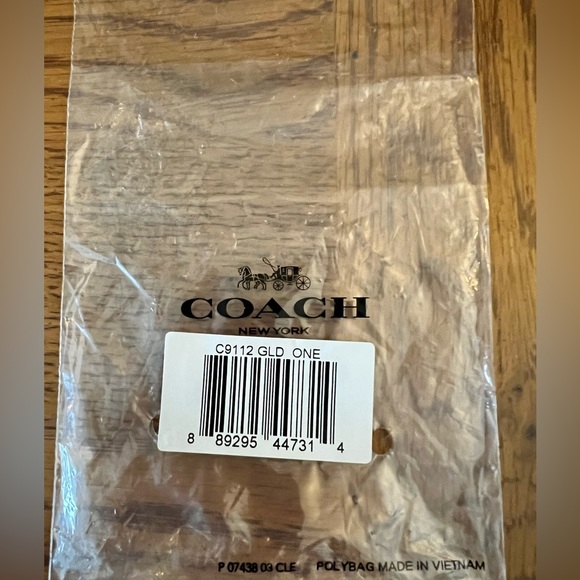 COACH
NEW YORK
C9112 GLD ONE
8 89295 44731 4
P 07438 03 CLE POLYBAG MADE IN VIETNAM